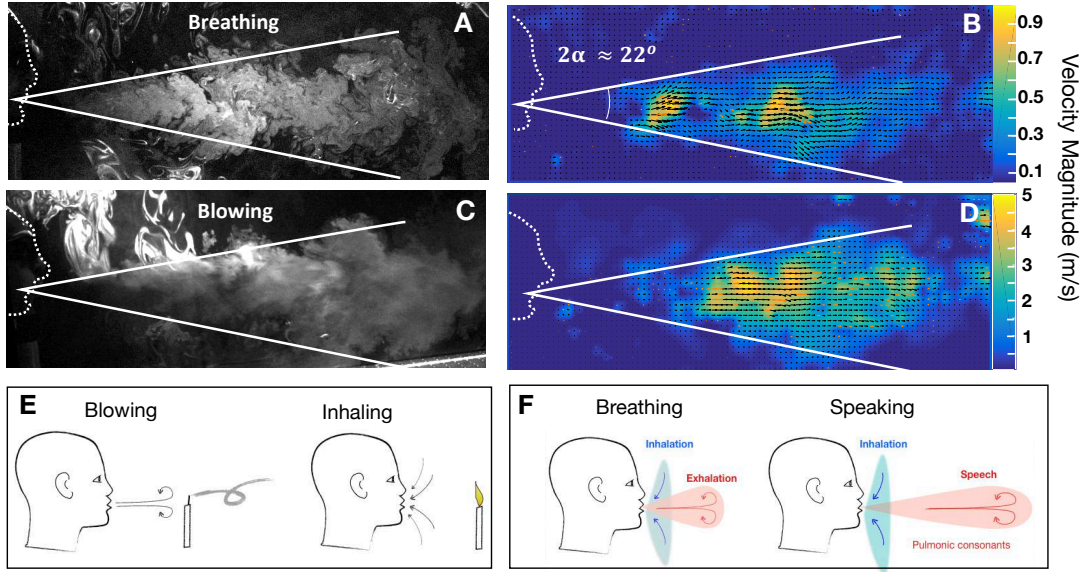 Breathing
A
B
2α ≈ 22°
0.9
0.7
0.5
0.3
0.1
Velocity Magnitude (m/s)
Blowing
C
D
5
4
3
2
1
E
Blowing
Inhaling
F
Breathing
Speaking
Inhalation
Exhalation
Inhalation
Speech
Pulmonic consonants